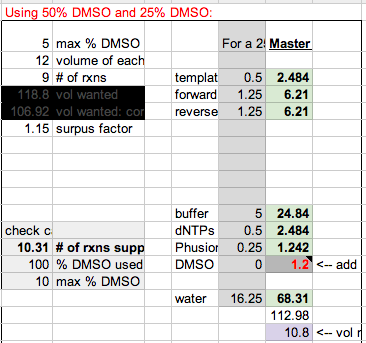 Using 50% DMSO and 25% DMSO:
5 max % DMSO For a 2 Master
12 volume of each
9 # of rxns templat 0.5 2.484
118.8 vol wanted forward 1.25 6.21
106.92 vol wanted: cor reverse 1.25 6.21
1.15 surpus factor
buffer 5 24.84
check c dNTPs 0.5 2.484
10.31 # of rxns supp Phusior 0.25 1.242
100 % DMSO used DMSO 0 1.2 <-- add
10 max % DMSO
water 16.25 68.31
112.98
10.8 <-- vol r